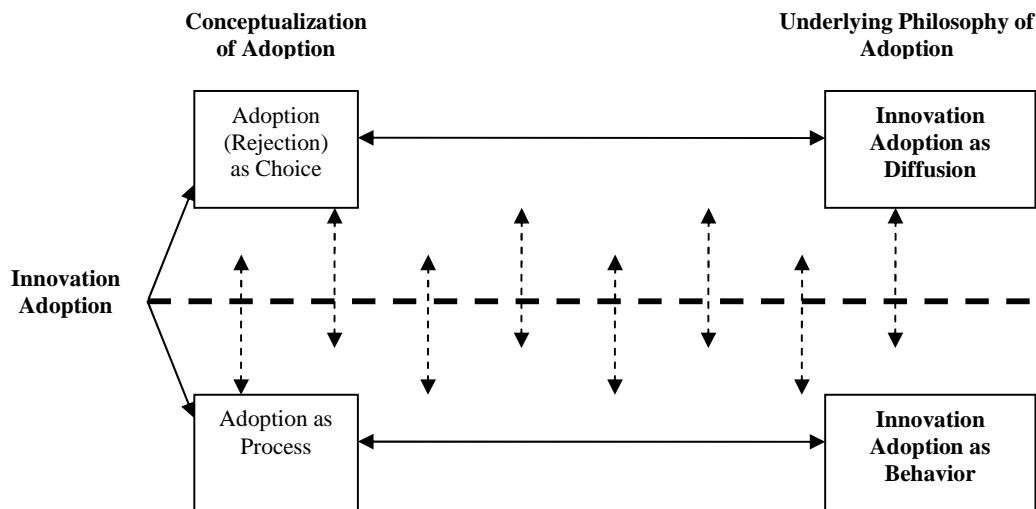 Conceptualization
of Adoption
Underlying Philosophy of
Adoption
Adoption
(Rejection)
as Choice
Innovation
Adoption as
Diffusion
Innovation
Adoption
Adoption as
Process
Innovation
Adoption as
Behavior